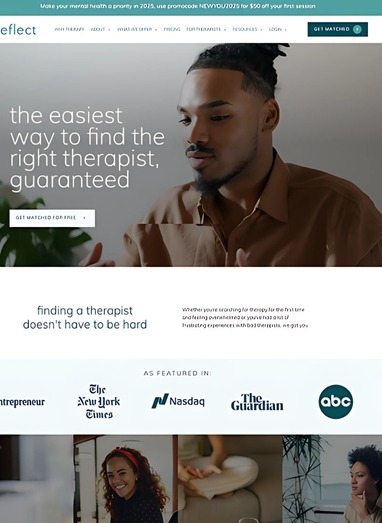 Make your mental health a priority in 2025, use promocode NEWYOU2025 for $50 off your first session
eflect
WHY THERAPY ABOUT WHAT WE OFFER PRICING FOR THERAPISTS RESOURCES LOGIN GET MATCHED
the easiest
way to find the
right therapist,
guaranteed
GET MATCHED FOR FREE
finding a therapist
doesn't have to be hard
Whether you're searching for therapy for the first time
and feeling overwhelmed or you've had a lot of
frustrating experiences with bad therapists, we got you
AS FEATURED IN:
ntrepreneur
The
New York
Times
Nasdaq
The
Guardian
abc